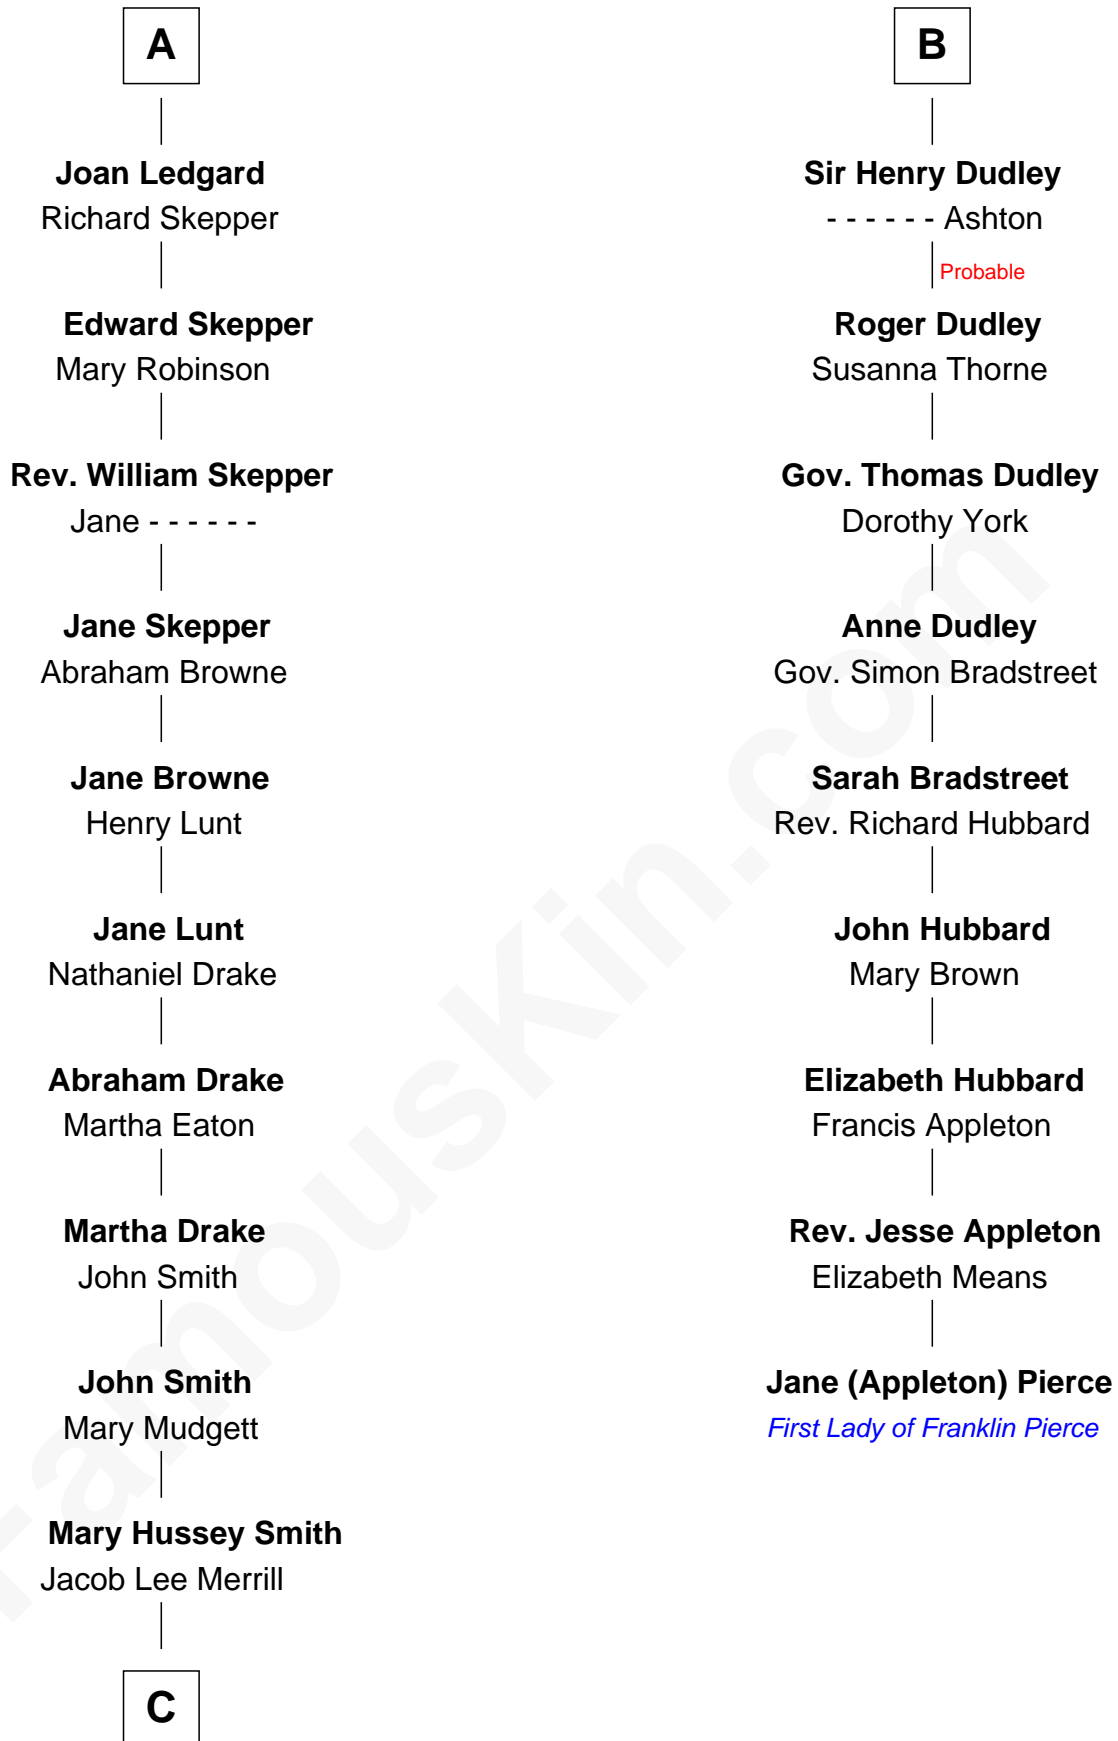 A
Joan Ledgard
Richard Skepper
Edward Skepper
Mary Robinson
Rev. William Skepper
Jane - - - - - -
Jane Skepper
Abraham Browne
Jane Browne
Henry Lunt
Jane Lunt
Nathaniel Drake
Abraham Drake
Martha Eaton
Martha Drake
John Smith
John Smith
Mary Mudgett
Mary Hussey Smith
Jacob Lee Merrill
C
B
Sir Henry Dudley
- - - - - - Ashton
Probable
Roger Dudley
Susanna Thorne
Gov. Thomas Dudley
Dorothy York
Anne Dudley
Gov. Simon Bradstreet
Sarah Bradstreet
Rev. Richard Hubbard
John Hubbard
Mary Brown
Elizabeth Hubbard
Francis Appleton
Rev. Jesse Appleton
Elizabeth Means
Jane (Appleton) Pierce
First Lady of Franklin Pierce
FamousKin.com